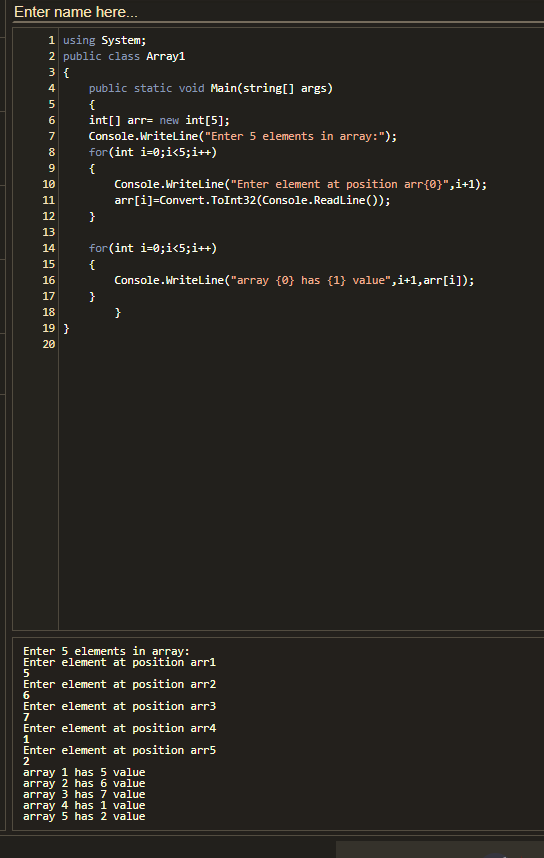 Enter name here...
1 using System;
2 public class Array1
3 {
4     public static void Main(string[] args)
5     {
6     int[] arr= new int[5];
7     Console.WriteLine("Enter 5 elements in array:");
8     for(int i=0;i<5;i++)
9     {
10         Console.WriteLine("Enter element at position arr{0}",i+1);
11         arr[i]=Convert.ToInt32(Console.ReadLine());
12     }
13
14     for(int i=0;i<5;i++)
15     {
16         Console.WriteLine("array {0} has {1} value",i+1,arr[i]);
17     }
18         }
19 }
20
Enter 5 elements in array:
Enter element at position arr1
5
Enter element at position arr2
6
Enter element at position arr3
7
Enter element at position arr4
1
Enter element at position arr5
2
array 1 has 5 value
array 2 has 6 value
array 3 has 7 value
array 4 has 1 value
array 5 has 2 value